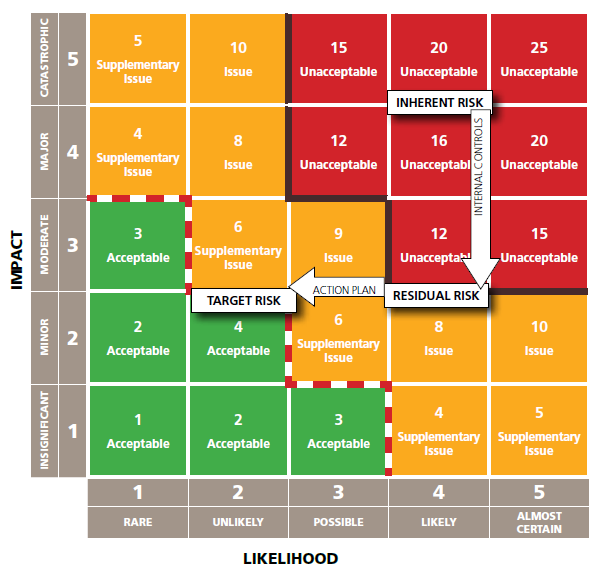 IMPACT
CATASTROPHIC
5
5
Supplementary
Issue
10
Issue
15
Unacceptable
20
Unacceptable
25
Unacceptable
INHERENT RISK
MAJOR
4
4
Supplementary
Issue
8
Issue
12
Unacceptable
16
Unacceptabl
20
Unacceptable
INTERNAL CONTROLS
MODERATE
3
3
Acceptable
6
Supplementary
Issue
9
Issue
12
Unaccepta
15
Unacceptable
TARGET RISK
ACTION PLAN
RESIDUAL RISK
MINOR
2
2
Acceptable
4
Acceptable
6
Supplementary
Issue
8
Issue
10
Issue
INSIGNIFICANT
1
1
Acceptable
2
Acceptable
3
Acceptable
4
Supplementary
Issue
5
Supplementary
Issue
1
2
3
4
5
RARE
UNLIKELY
POSSIBLE
LIKELY
ALMOST
CERTAIN
LIKELIHOOD